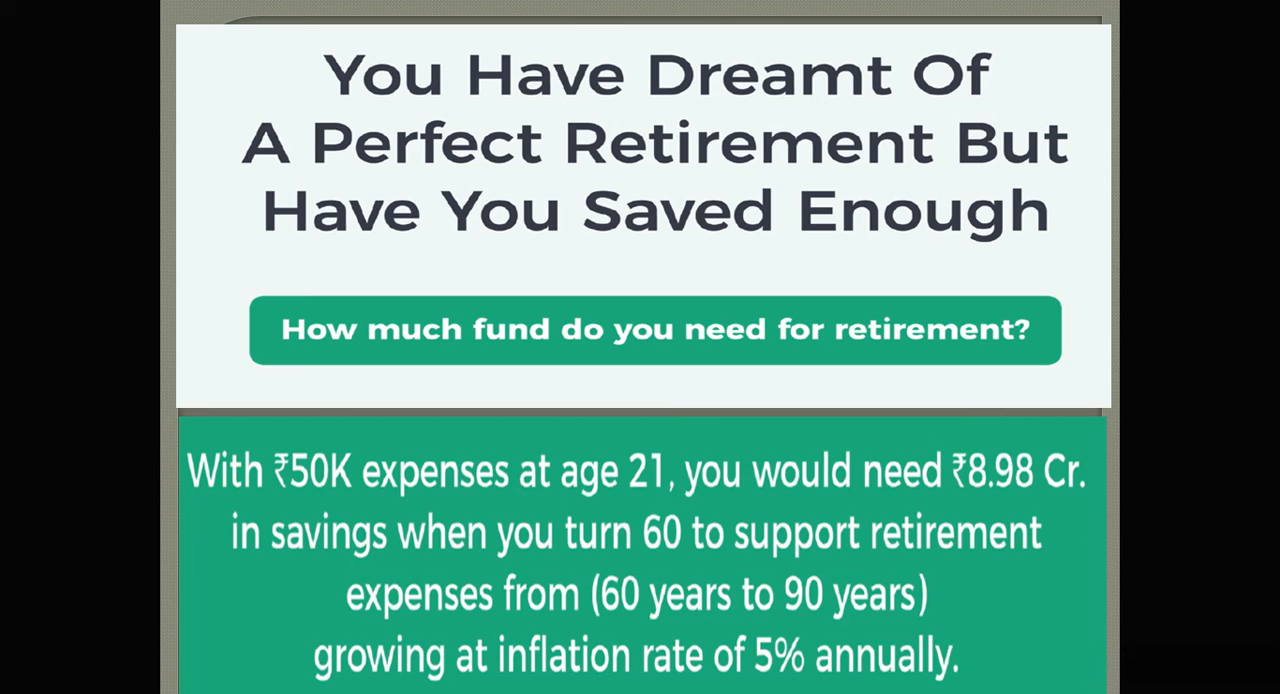 You Have Dreamt Of
A Perfect Retirement But
Have You Saved Enough
How much fund do you need for retirement?
With ₹50K expenses at age 21, you would need ₹8.98 Cr.
in savings when you turn 60 to support retirement
expenses from (60 years to 90 years)
growing at inflation rate of 5% annually.